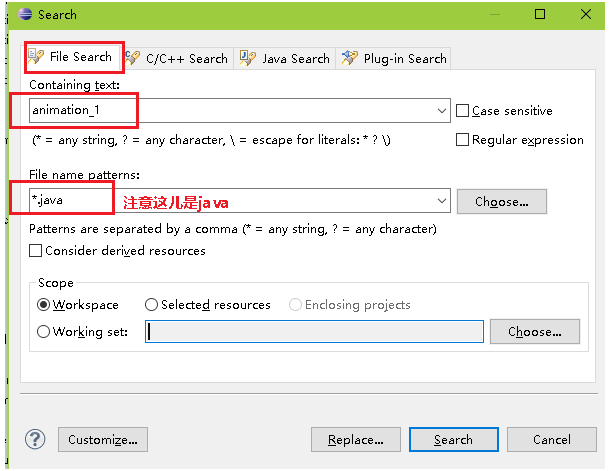 Search
File Search C/C++ Search Java Search Plug-in Search
Containing text:
animation_1
Case sensitive
(* = any string, ? = any character, \ = escape for literals: * ? \)
Regular expression
File name patterns:
*.java
注意这儿是java
Choose...
Patterns are separated by a comma (* = any string, ? = any character)
Consider derived resources
Scope
Workspace Selected resources Enclosing projects
Working set:
Choose...
? Customize... Replace... Search Cancel